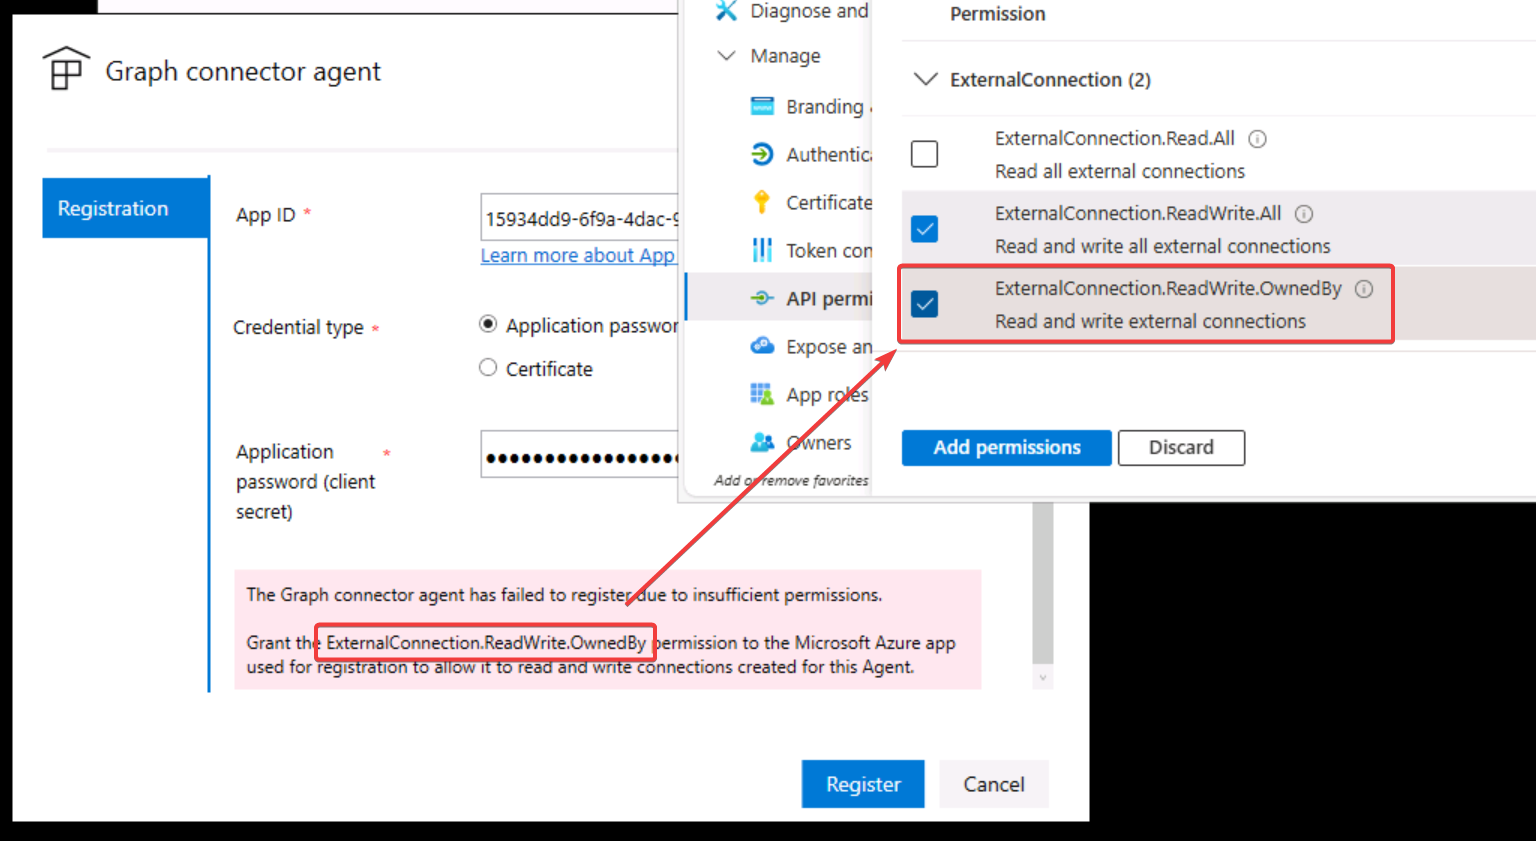 Graph connector agent
Registration
App ID *
15934dd9-6f9a-4dac-9
Learn more about App
Credential type *
Application passwor
Certificate
Application *
password (client
secret)
••••••••••••••••
The Graph connector agent has failed to register due to insufficient permissions.
Grant the ExternalConnection.ReadWrite.OwnedBy permission to the Microsoft Azure app
used for registration to allow it to read and write connections created for this Agent.
Register
Cancel
Diagnose and
Manage
Branding
Authentica
Certificate
Token con
API permi
Expose an
App roles
Owners
Add or remove favorites
Permission
ExternalConnection (2)
ExternalConnection.Read.All
Read all external connections
ExternalConnection.ReadWrite.All
Read and write all external connections
ExternalConnection.ReadWrite.OwnedBy
Read and write external connections
Add permissions
Discard